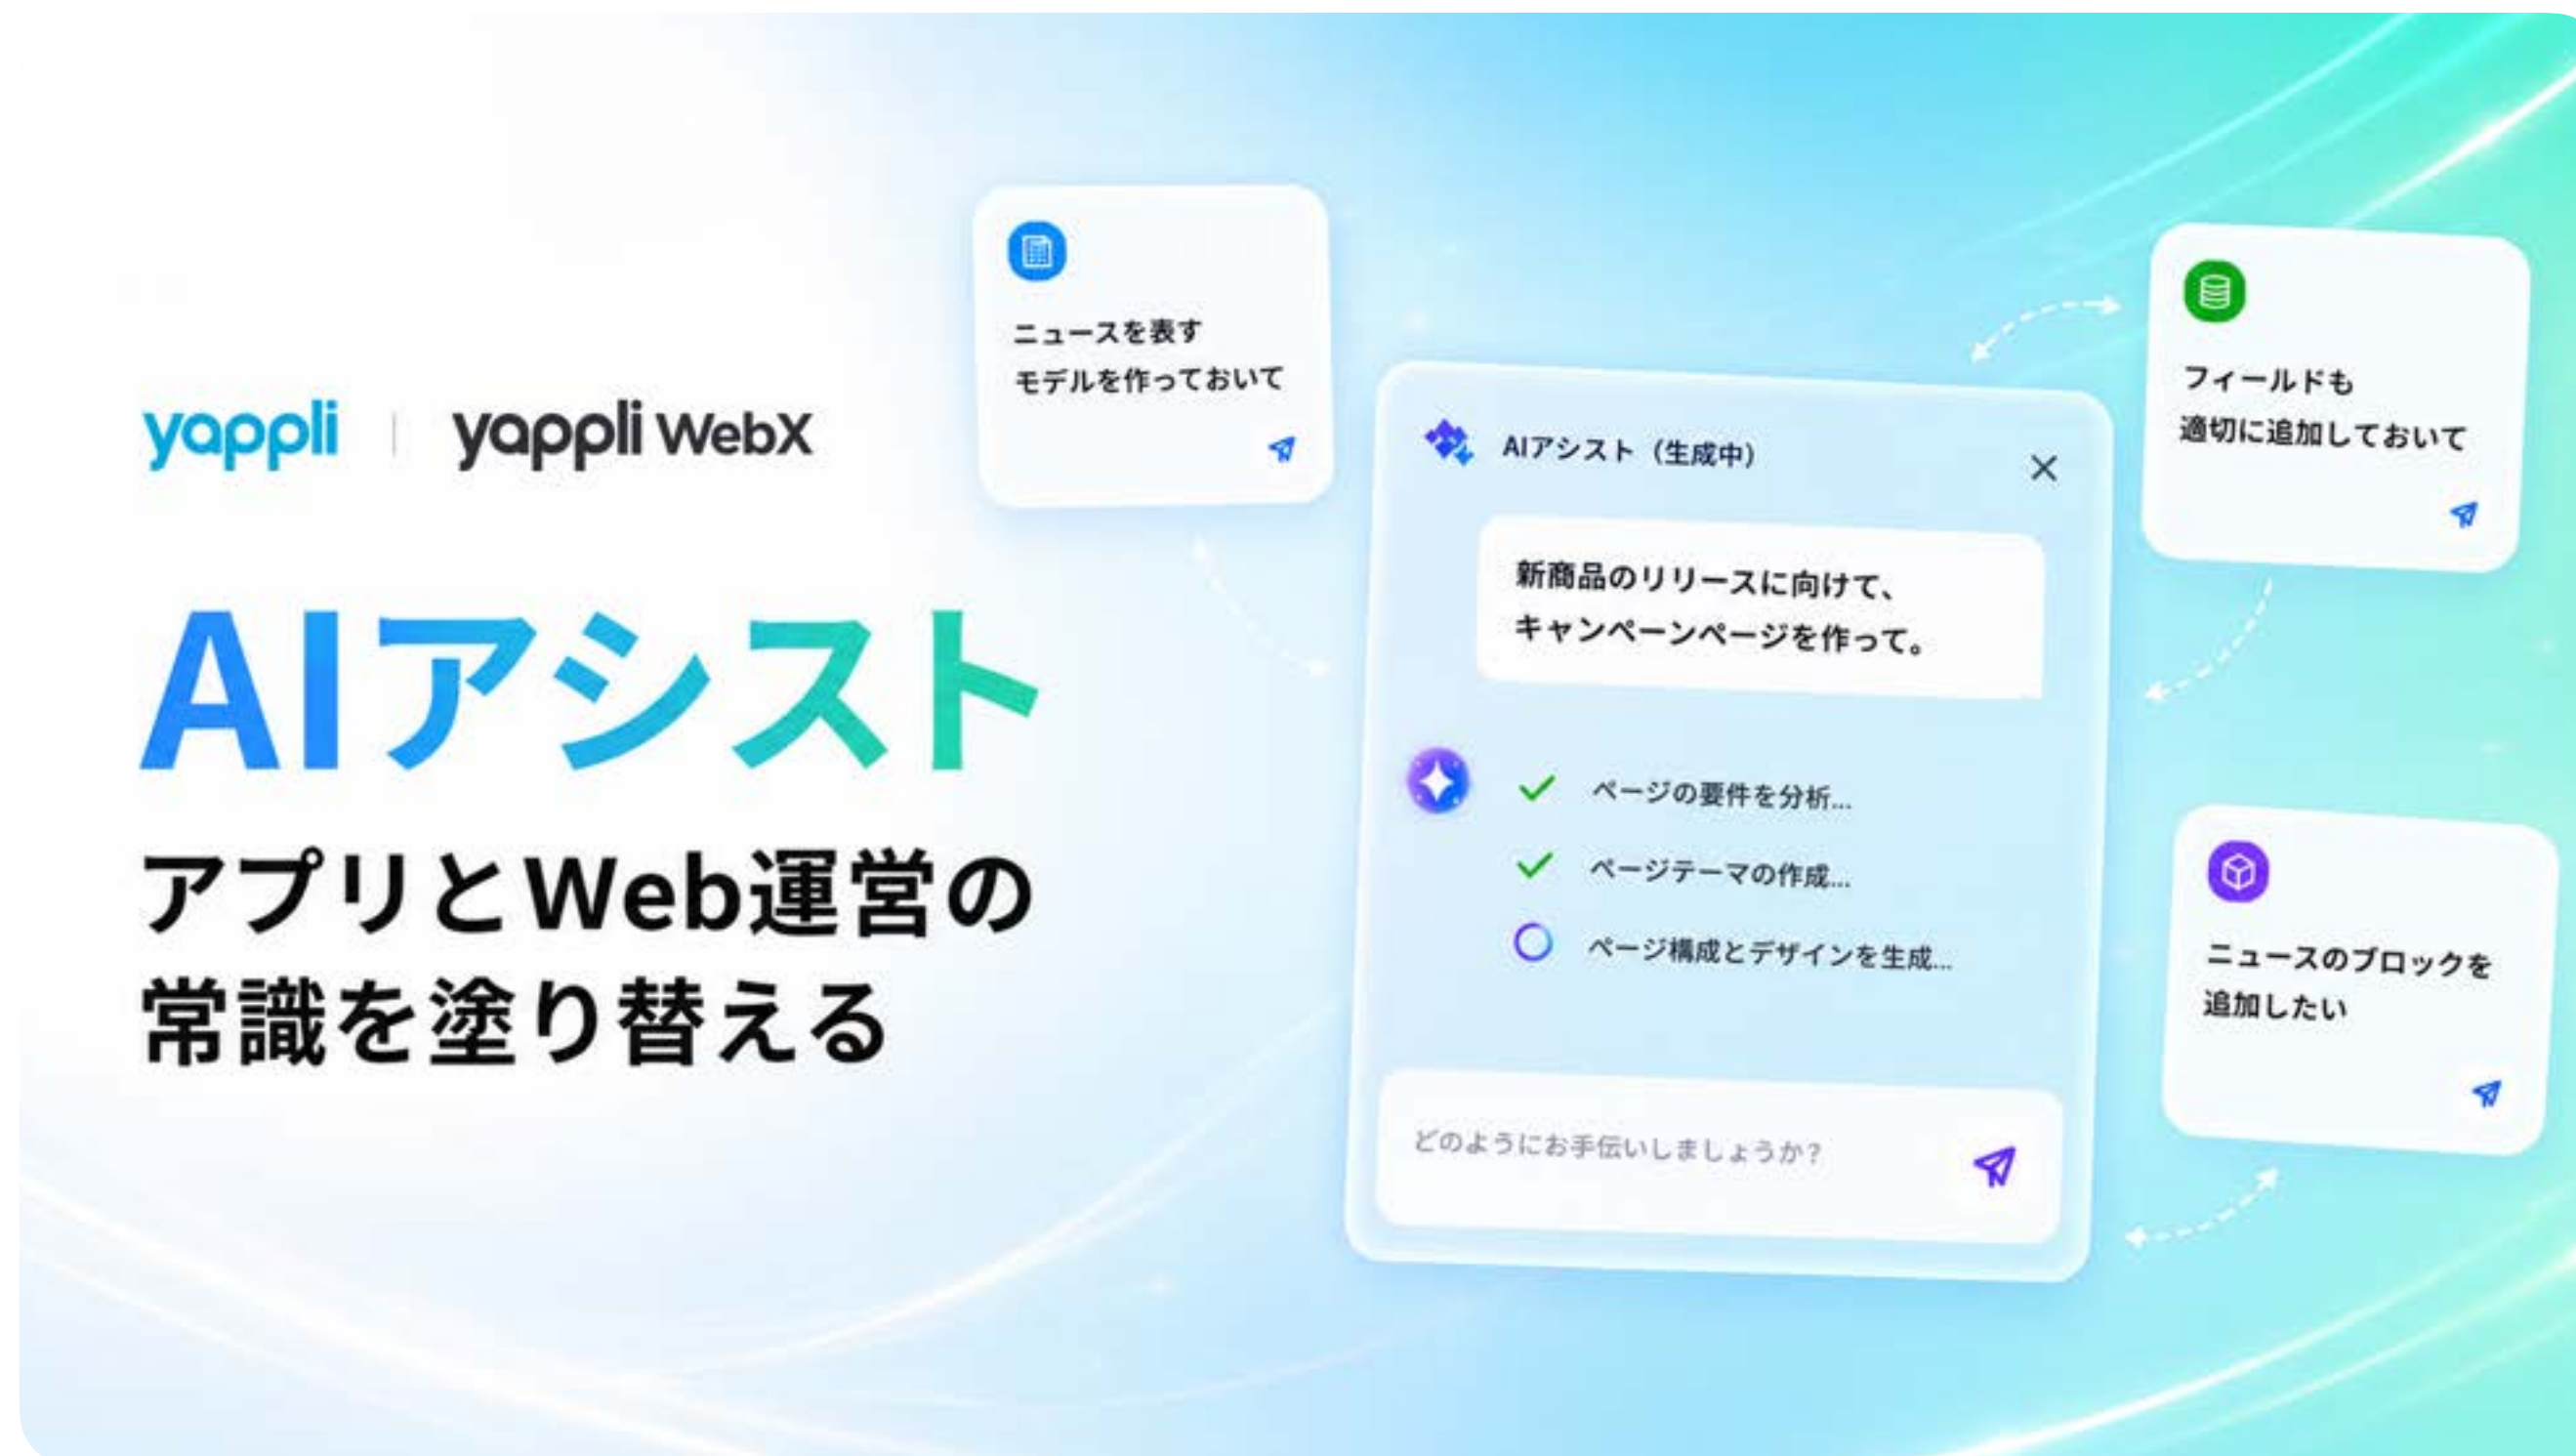 yappli
yappli WebX
AIアシスト
アプリとWeb運営の
常識を塗り替える
ニュースを表す
モデルを作っておいて
AIアシスト（生成中）
新商品のリリースに向けて、
キャンペーンページを作って。
ページの要件を分析...
ページテーマの作成...
ページ構成とデザインを生成...
どのようにお手伝いしましょうか？
フィールドも
適切に追加しておいて
ニュースのブロックを
追加したい